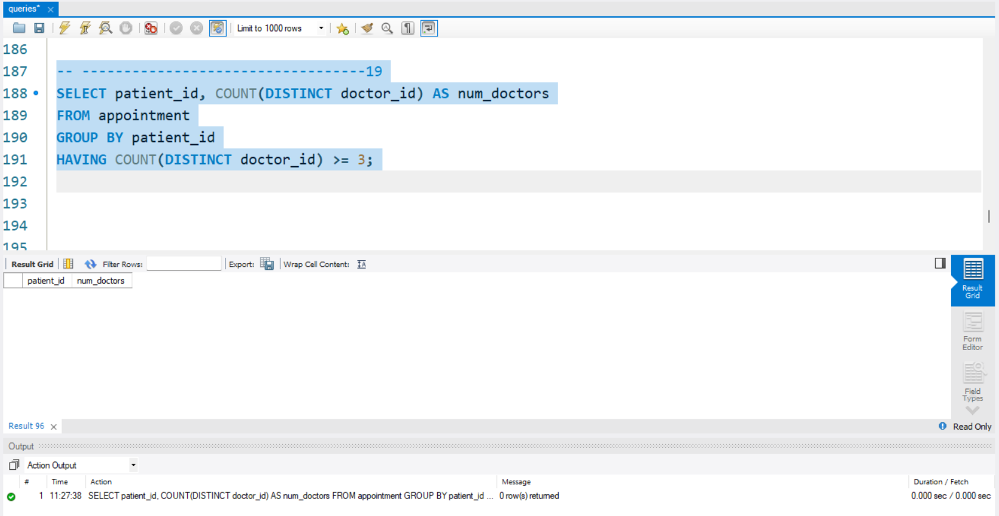 queries*
Limit to 1000 rows
186
187 -- ----------------------------------19
188 SELECT patient_id, COUNT(DISTINCT doctor_id) AS num_doctors
189 FROM appointment
190 GROUP BY patient_id
191 HAVING COUNT(DISTINCT doctor_id) >= 3;
192
193
194
195
Result Grid Filter Rows: Export: Wrap Cell Content:
patient_id num_doctors
Result
Grid
Form
Editor
Field
Types
Result 96 Read Only
Output
Action Output
# Time Action Message Duration / Fetch
1 11:27:38 SELECT patient_id, COUNT(DISTINCT doctor_id) AS num_doctors FROM appointment GROUP BY patient_id ... 0 row(s) returned 0.000 sec / 0.000 sec